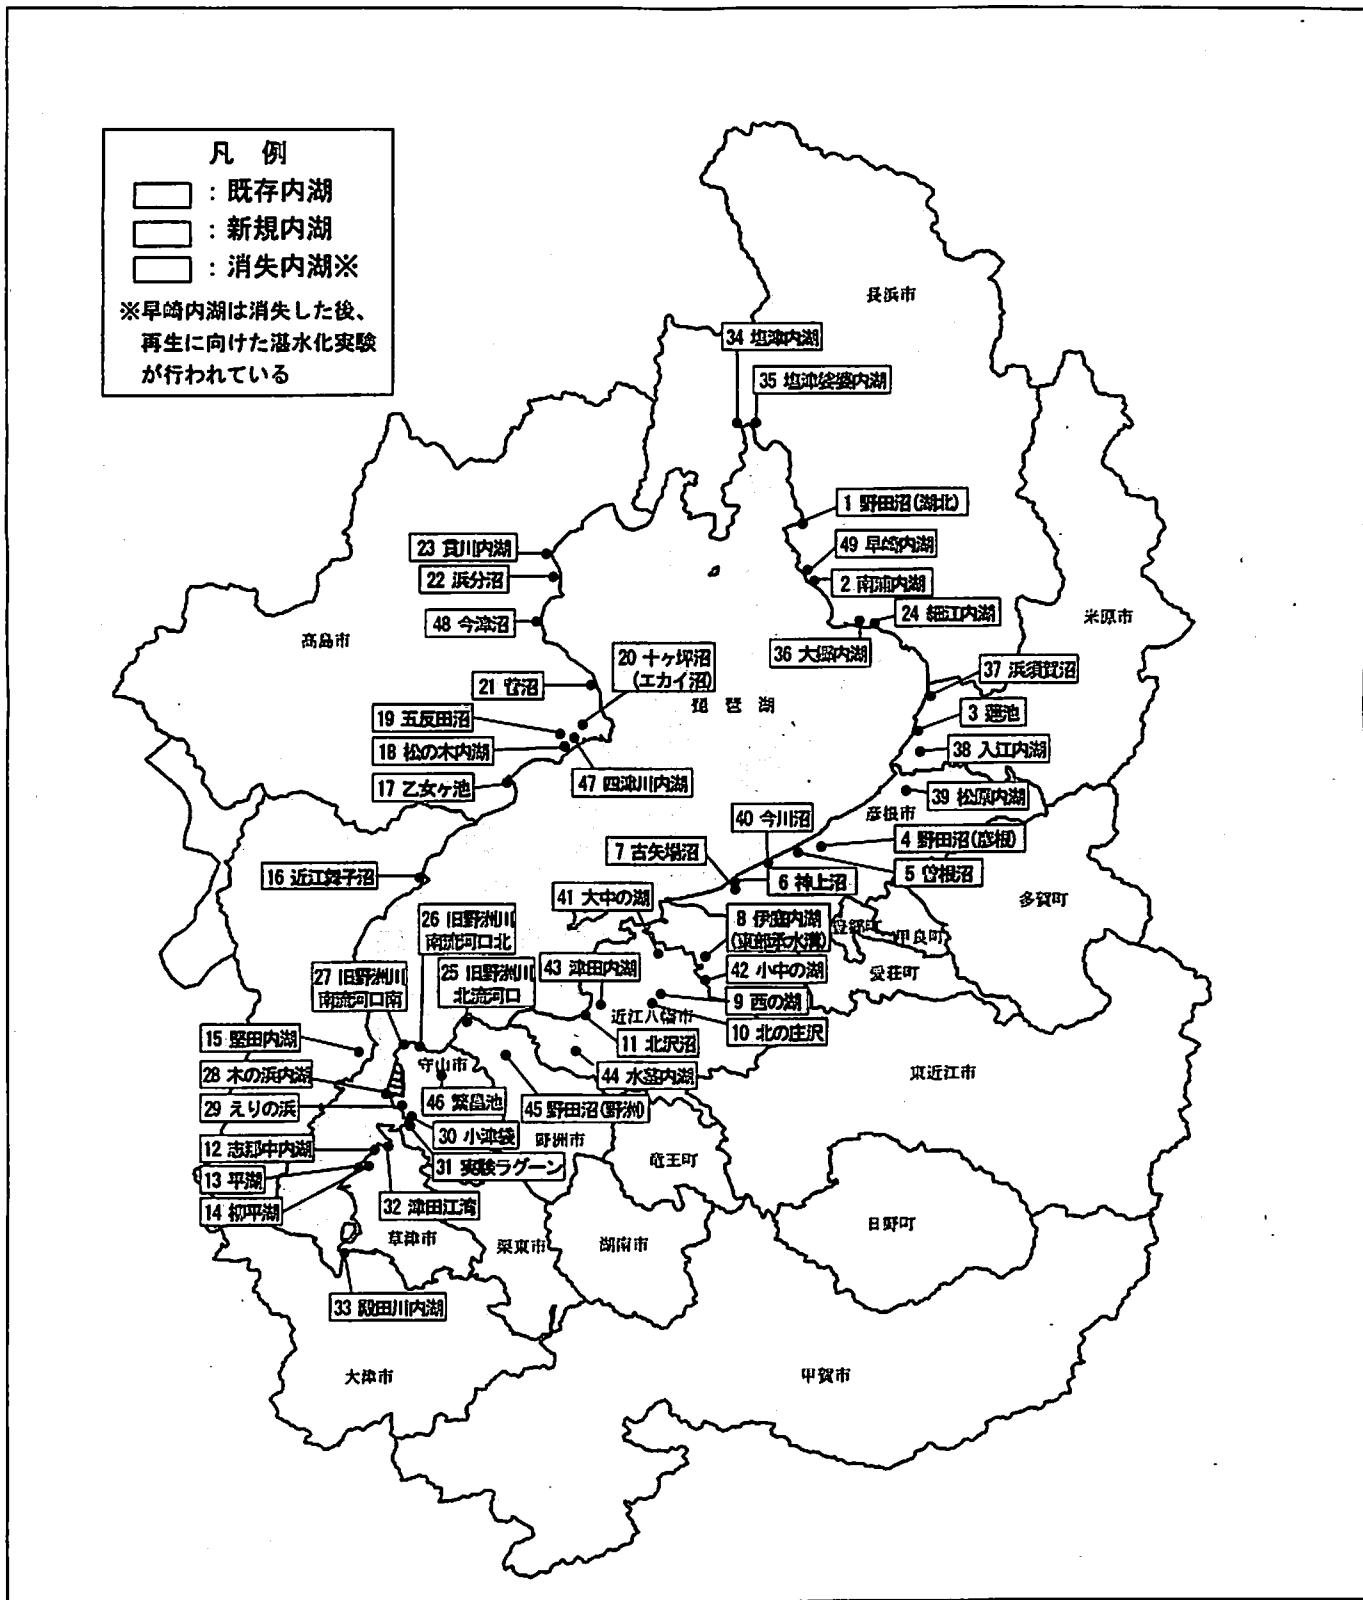 凡 例
: 既存内湖
: 新規内湖
: 消失内湖※
※早崎内湖は消失した後、
再生に向けた湛水化実験
が行われている
長浜市
34 塩津内湖
35 塩津娑婆内湖
1 野田沼(湖北)
49 早崎内湖
23 貫川内湖
22 浜分沼
2 南浦内湖
48 今津沼
24 細江内湖
米原市
高島市
20 十ヶ坪沼
(エカイ沼)
36 大郷内湖
37 浜須賀沼
21 菅沼
琵 琶 湖
19 五反田沼
3 蓮池
18 松の木内湖
38 入江内湖
17 乙女ヶ池
47 四津川内湖
39 松原内湖
彦根市
40 今川沼
4 野田沼(彦根)
7 古矢場沼
5 曽根沼
16 近江舞子沼
6 神上沼
41 大中の湖
多賀町
26 旧野洲川
南流河口北
8 伊庭内湖
(東部承水溝)
豊郷町
甲良町
27 旧野洲川
南流河口南
25 旧野洲川
北流河口
43 津田内湖
42 小中の湖
愛荘町
9 西の湖
近江八幡市
10 北の庄沢
15 堅田内湖
11 北沢沼
守山市
28 木の浜内湖
44 水茎内湖
東近江市
46 繁昌池
45 野田沼(野洲)
29 えりの浜
30 小津袋
野洲市
12 志那中内湖
31 実験ラグーン
竜王町
13 平湖
14 柳平湖
32 津田江湾
草津市
栗東市
湖南市
日野町
33 殿田川内湖
大津市
甲賀市